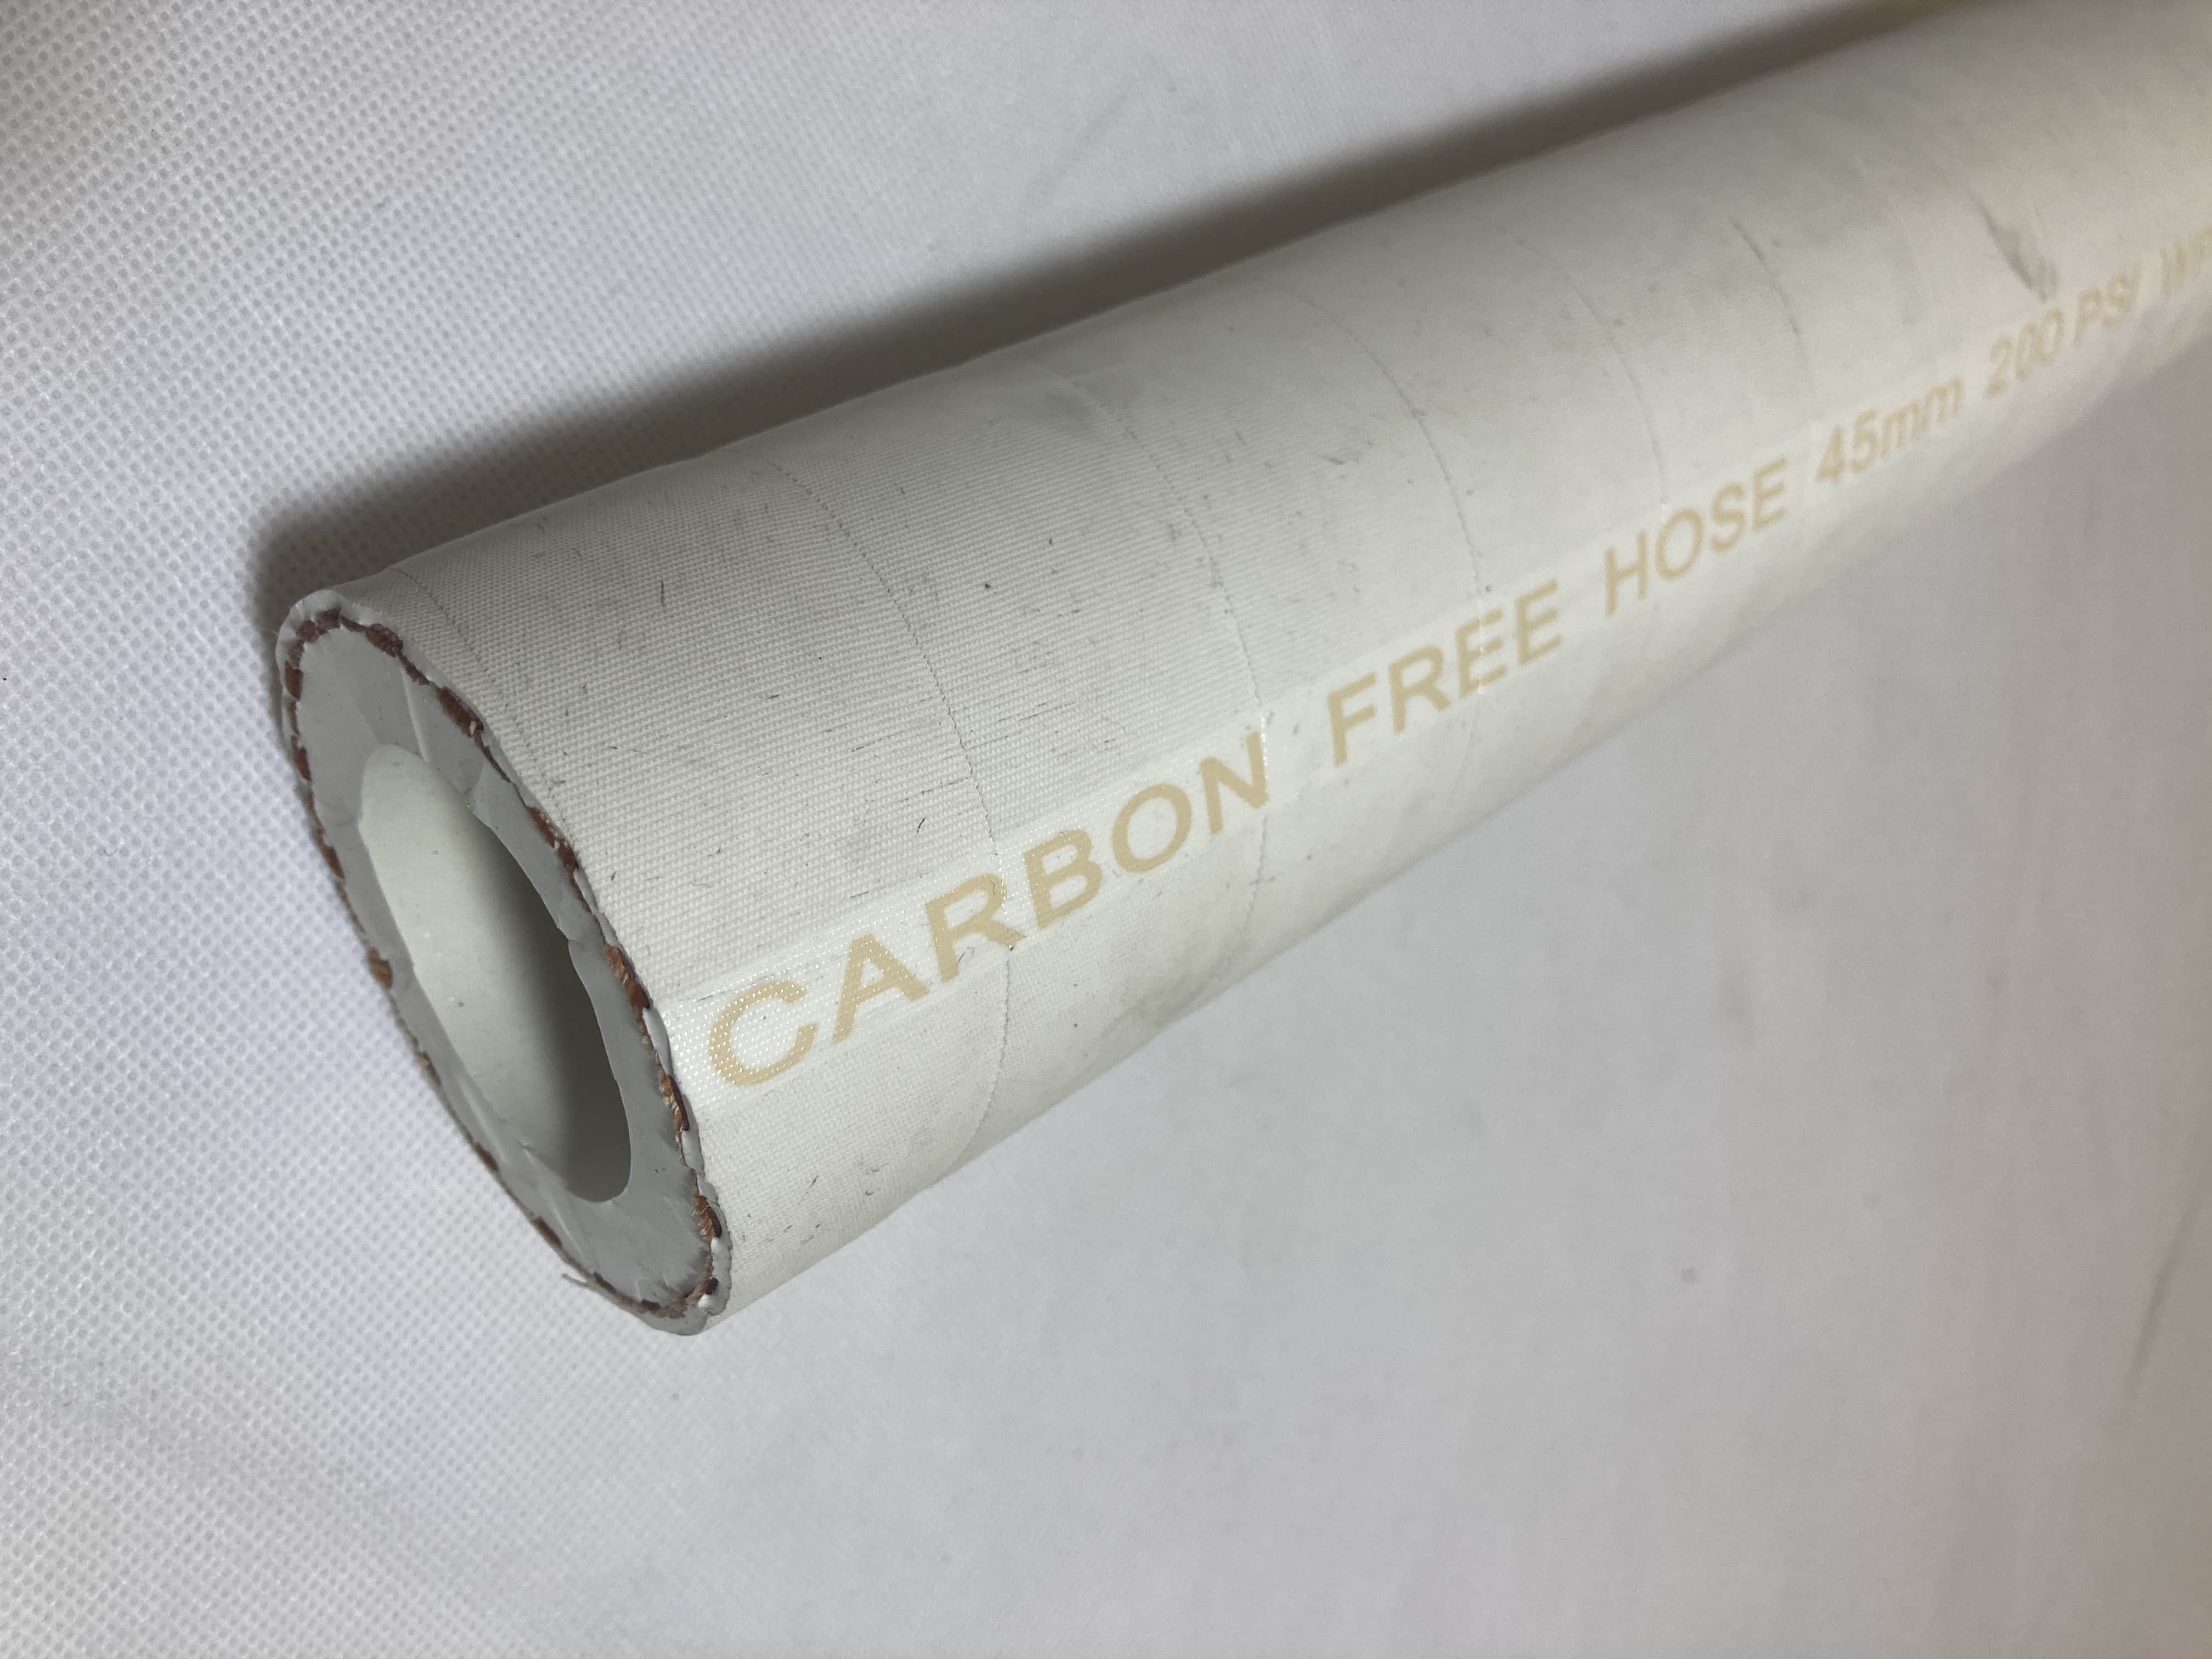 CARBON FREE HOSE 45mm 200 PSI